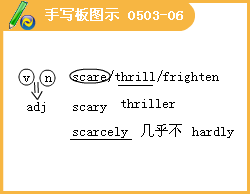 手写板图示 0503-06
v n scare/thrill/frighten
adj scary thriller
scarcely 几乎不 hardly